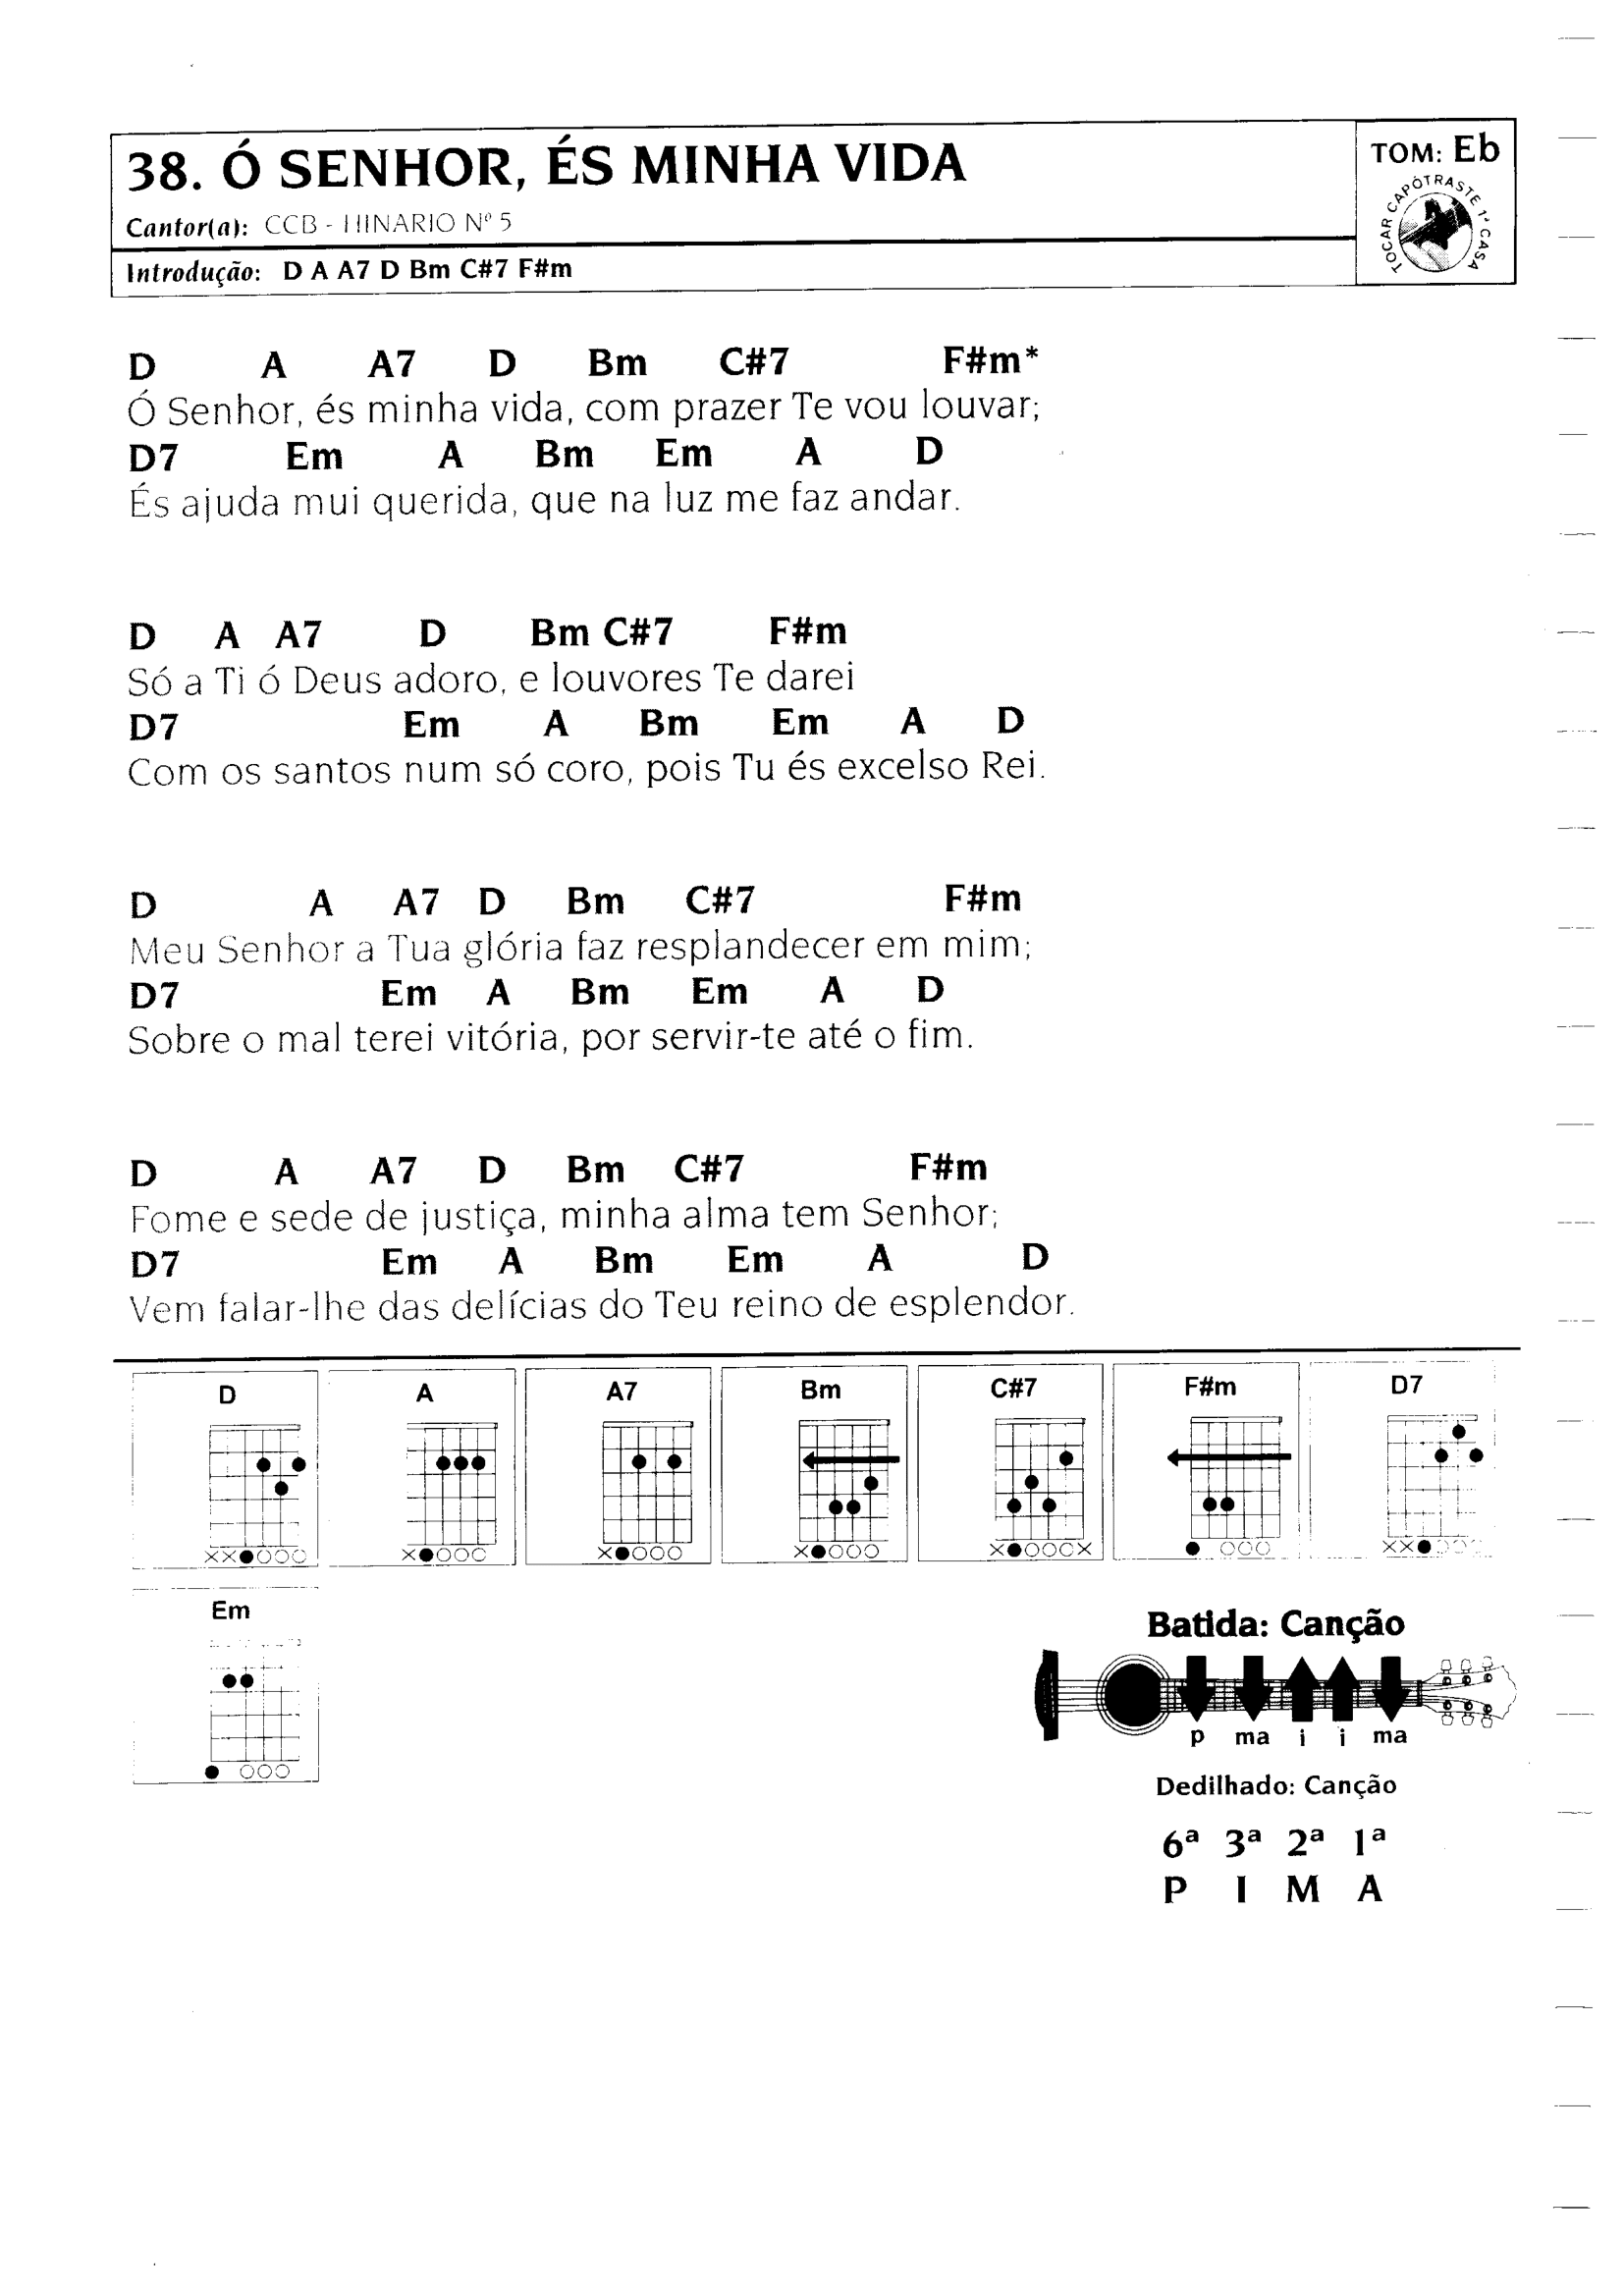 38. Ó SENHOR, ÉS MINHA VIDA
TOM: Eb
TOCAR CAPOTRASTE 1ª CASA
Cantor(a): CCB - HINARIO Nº 5
Introdução: D A A7 D Bm C#7 F#m
D A A7 D Bm C#7 F#m*
Ó Senhor, és minha vida, com prazer Te vou louvar;
D7 Em A Bm Em A D
És ajuda mui querida, que na luz me faz andar.
D A A7 D Bm C#7 F#m
Só a Ti ó Deus adoro, e louvores Te darei
D7 Em A Bm Em A D
Com os santos num só coro, pois Tu és excelso Rei.
D A A7 D Bm C#7 F#m
Meu Senhor a Tua glória faz resplandecer em mim;
D7 Em A Bm Em A D
Sobre o mal terei vitória, por servir-te até o fim.
D A A7 D Bm C#7 F#m
Fome e sede de justiça, minha alma tem Senhor;
D7 Em A Bm Em A D
Vem falar-lhe das delícias do Teu reino de esplendor.
D A A7 Bm C#7 F#m D7
Em
Batida: Canção
p ma i i ma
Dedilhado: Canção
6ª 3ª 2ª 1ª
P I M A